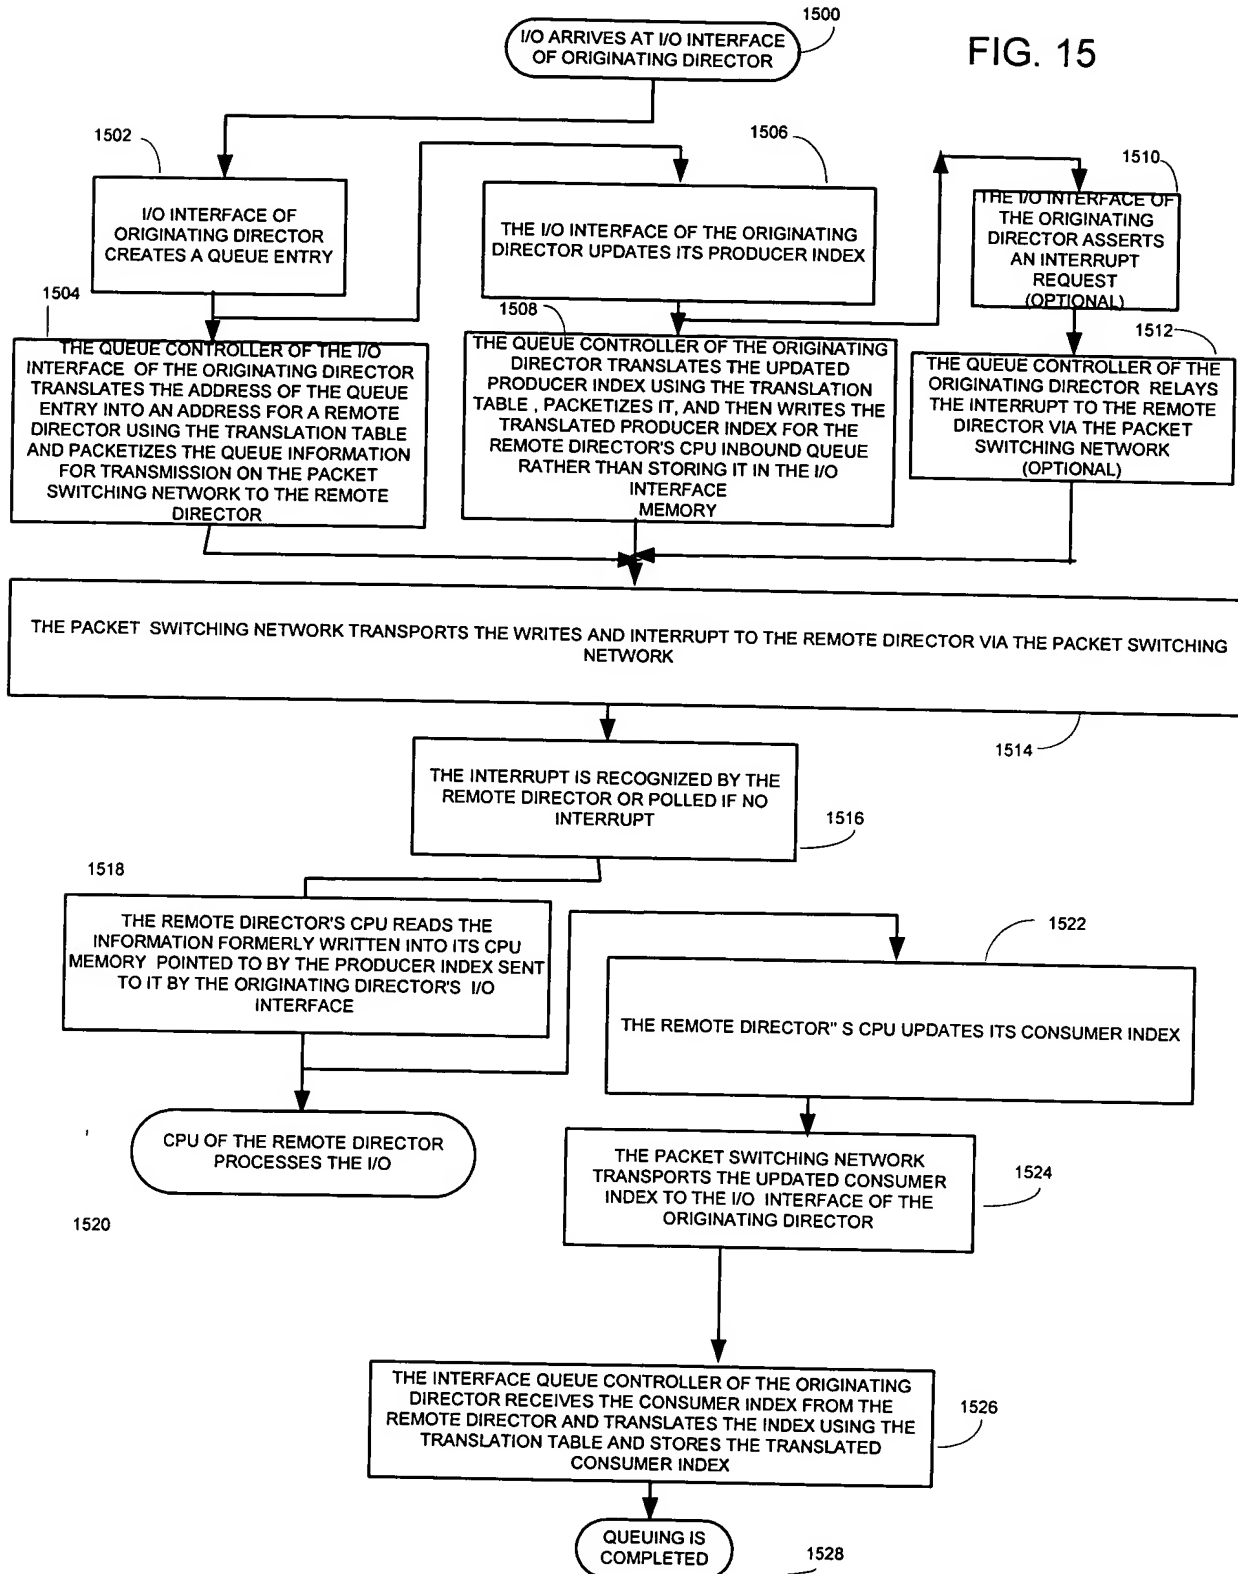 1500
I/O ARRIVES AT I/O INTERFACE
OF ORIGINATING DIRECTOR
FIG. 15
1502
I/O INTERFACE OF
ORIGINATING DIRECTOR
CREATES A QUEUE ENTRY
1506
THE I/O INTERFACE OF THE ORIGINATING
DIRECTOR UPDATES ITS PRODUCER INDEX
1510
THE I/O INTERFACE OF
THE ORIGINATING
DIRECTOR ASSERTS
AN INTERRUPT
REQUEST
(OPTIONAL)
1504
THE QUEUE CONTROLLER OF THE I/O
INTERFACE OF THE ORIGINATING DIRECTOR
TRANSLATES THE ADDRESS OF THE QUEUE
ENTRY INTO AN ADDRESS FOR A REMOTE
DIRECTOR USING THE TRANSLATION TABLE
AND PACKETIZES THE QUEUE INFORMATION
FOR TRANSMISSION ON THE PACKET
SWITCHING NETWORK TO THE REMOTE
DIRECTOR
1508
THE QUEUE CONTROLLER OF THE ORIGINATING
DIRECTOR TRANSLATES THE UPDATED
PRODUCER INDEX USING THE TRANSLATION
TABLE , PACKETIZES IT, AND THEN WRITES THE
TRANSLATED PRODUCER INDEX FOR THE
REMOTE DIRECTOR'S CPU INBOUND QUEUE
RATHER THAN STORING IT IN THE I/O
INTERFACE
MEMORY
1512
THE QUEUE CONTROLLER OF THE
ORIGINATING DIRECTOR RELAYS
THE INTERRUPT TO THE REMOTE
DIRECTOR VIA THE PACKET
SWITCHING NETWORK
(OPTIONAL)
THE PACKET SWITCHING NETWORK TRANSPORTS THE WRITES AND INTERRUPT TO THE REMOTE DIRECTOR VIA THE PACKET SWITCHING
NETWORK
1514
THE INTERRUPT IS RECOGNIZED BY THE
REMOTE DIRECTOR OR POLLED IF NO
INTERRUPT
1516
1518
THE REMOTE DIRECTOR'S CPU READS THE
INFORMATION FORMERLY WRITTEN INTO ITS CPU
MEMORY POINTED TO BY THE PRODUCER INDEX SENT
TO IT BY THE ORIGINATING DIRECTOR'S I/O
INTERFACE
1522
THE REMOTE DIRECTOR" S CPU UPDATES ITS CONSUMER INDEX
CPU OF THE REMOTE DIRECTOR
PROCESSES THE I/O
1520
THE PACKET SWITCHING NETWORK
TRANSPORTS THE UPDATED CONSUMER
INDEX TO THE I/O INTERFACE OF THE
ORIGINATING DIRECTOR
1524
THE INTERFACE QUEUE CONTROLLER OF THE ORIGINATING
DIRECTOR RECEIVES THE CONSUMER INDEX FROM THE
REMOTE DIRECTOR AND TRANSLATES THE INDEX USING THE
TRANSLATION TABLE AND STORES THE TRANSLATED
CONSUMER INDEX
1526
QUEUING IS
COMPLETED
1528